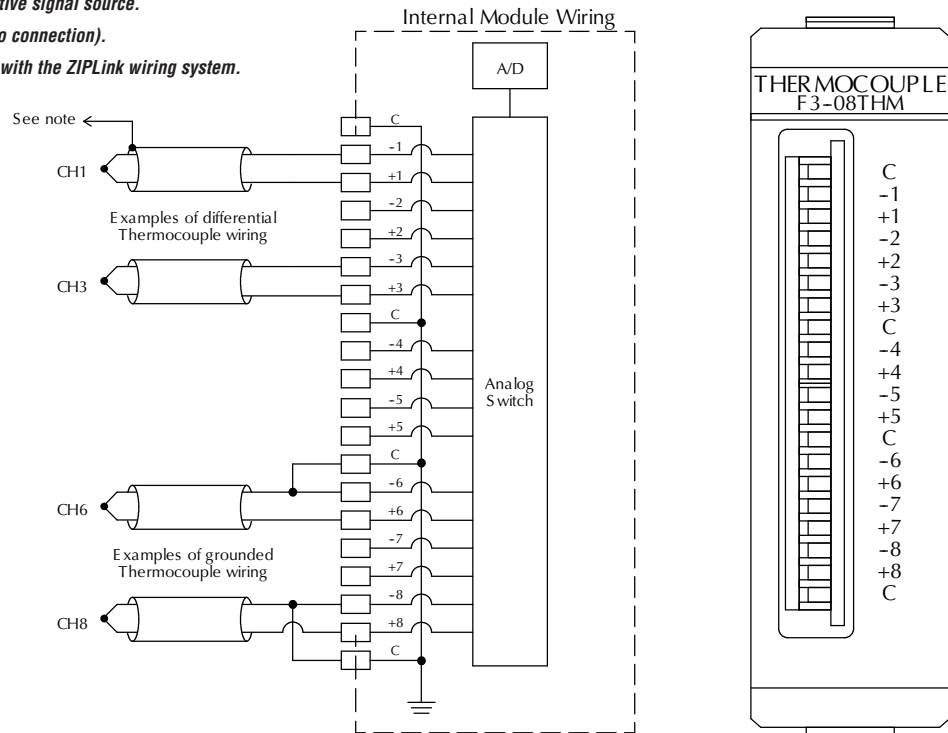 tive signal source.
o connection).
with the ZIPLink wiring system.
Internal Module Wiring
A/D
See note
CH1
Examples of differential
Thermocouple wiring
CH3
CH6
Examples of grounded
Thermocouple wiring
CH8
C
-1
+1
-2
+2
-3
+3
C
-4
+4
-5
+5
C
-6
+6
-7
+7
-8
+8
C
Analog
Switch
THERMOCOUPLE
F3-08THM
C
-1
+1
-2
+2
-3
+3
C
-4
+4
-5
+5
C
-6
+6
-7
+7
-8
+8
C